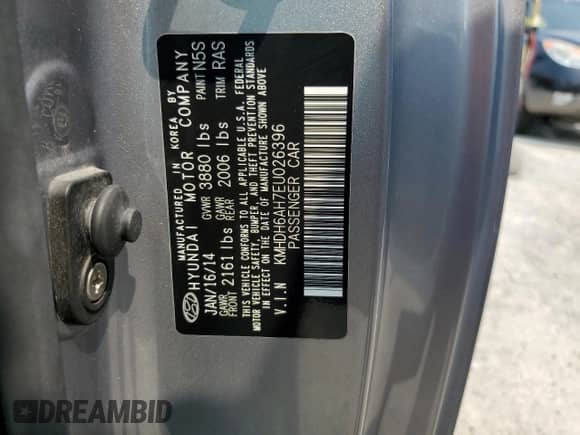 MANUFACTURED IN KOREA BY
HYUNDAI MOTOR COMPANY
JAN/16/14 GVWR 3880 lbs PAINT N5S
GAWR FRONT 2161 lbs GAWR REAR 2006 lbs TRIM RAS
THIS VEHICLE CONFORMS TO ALL APPLICABLE U.S.A. FEDERAL
MOTOR VEHICLE SAFETY, BUMPER, AND THEFT PREVENTION STANDARDS
IN EFFECT ON THE DATE OF MANUFACTURE SHOWN ABOVE
V.I.N KMHDH6AH7EU026396
PASSENGER CAR
DREAMBID